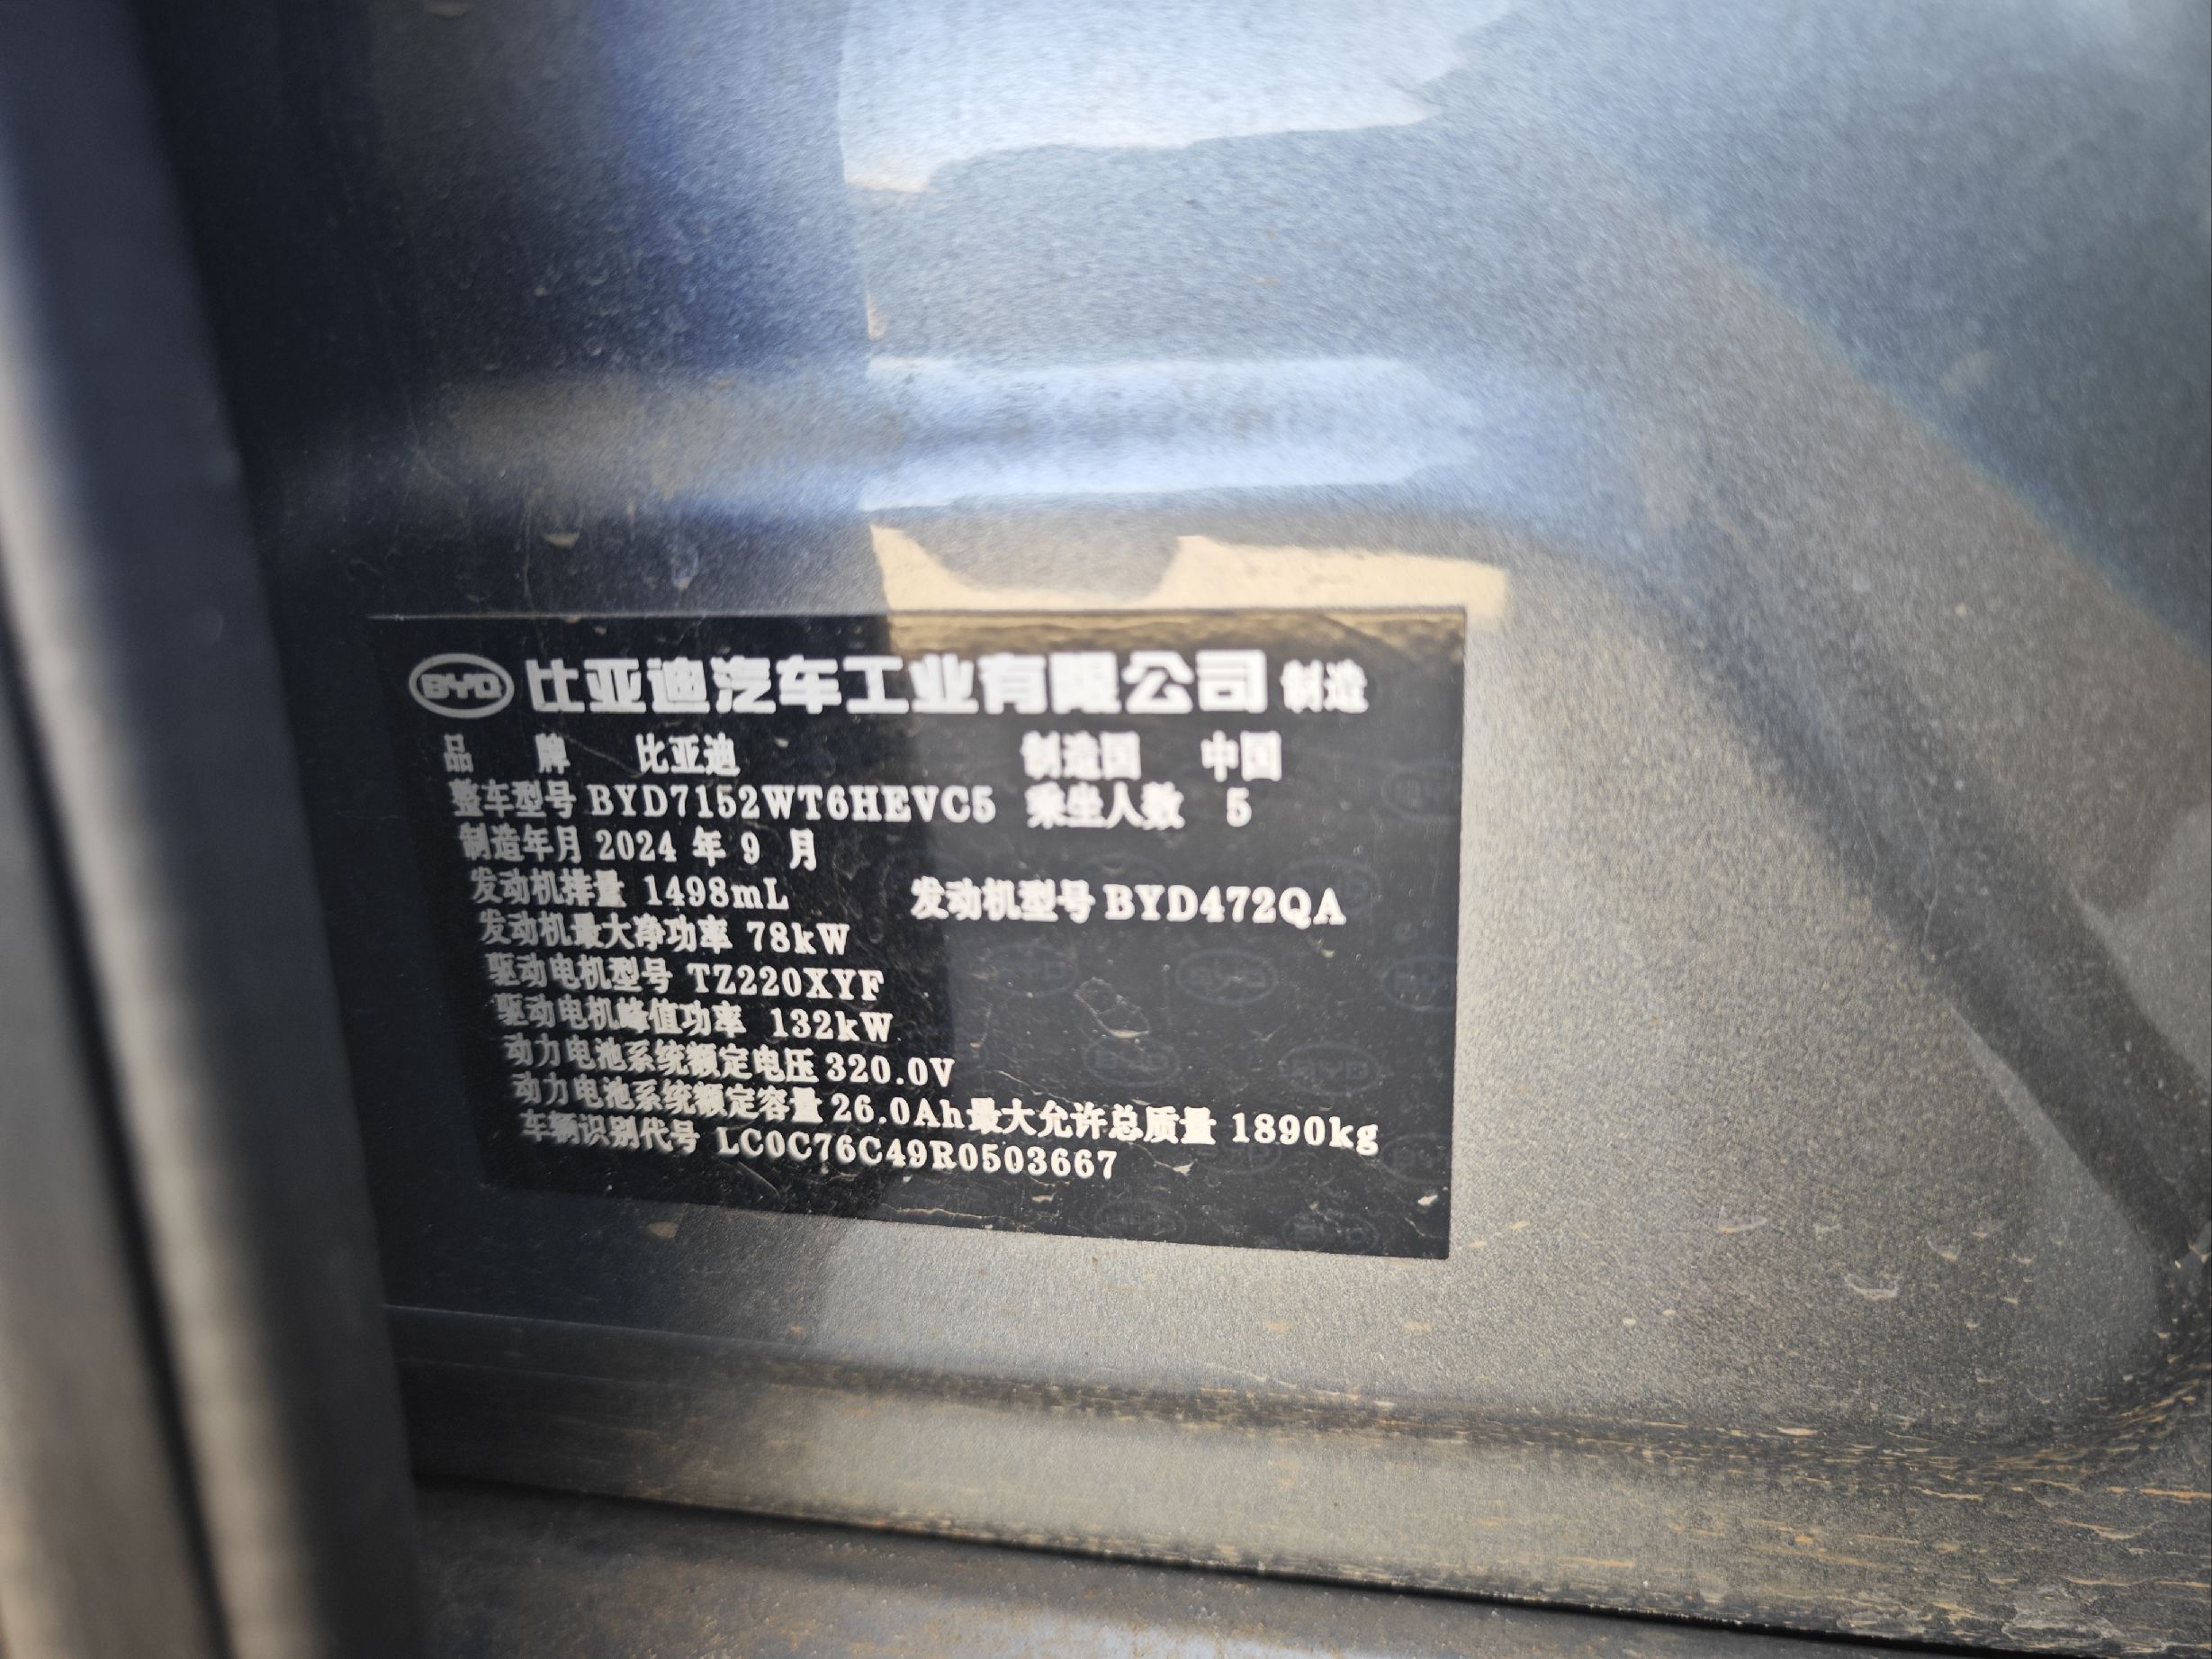 BYD 比亚迪汽车工业有限公司 制造
品 牌 比亚迪 制造国 中国
整车型号 BYD7152WT6HEVC5 乘坐人数 5
制造年月 2024 年 9 月
发动机排量 1498mL 发动机型号 BYD472QA
发动机最大净功率 78kW
驱动电机型号 TZ220XYF
驱动电机峰值功率 132kW
动力电池系统额定电压 320.0V
动力电池系统额定容量 26.0Ah 最大允许总质量 1890kg
车辆识别代号 LC0C76C49R0503667